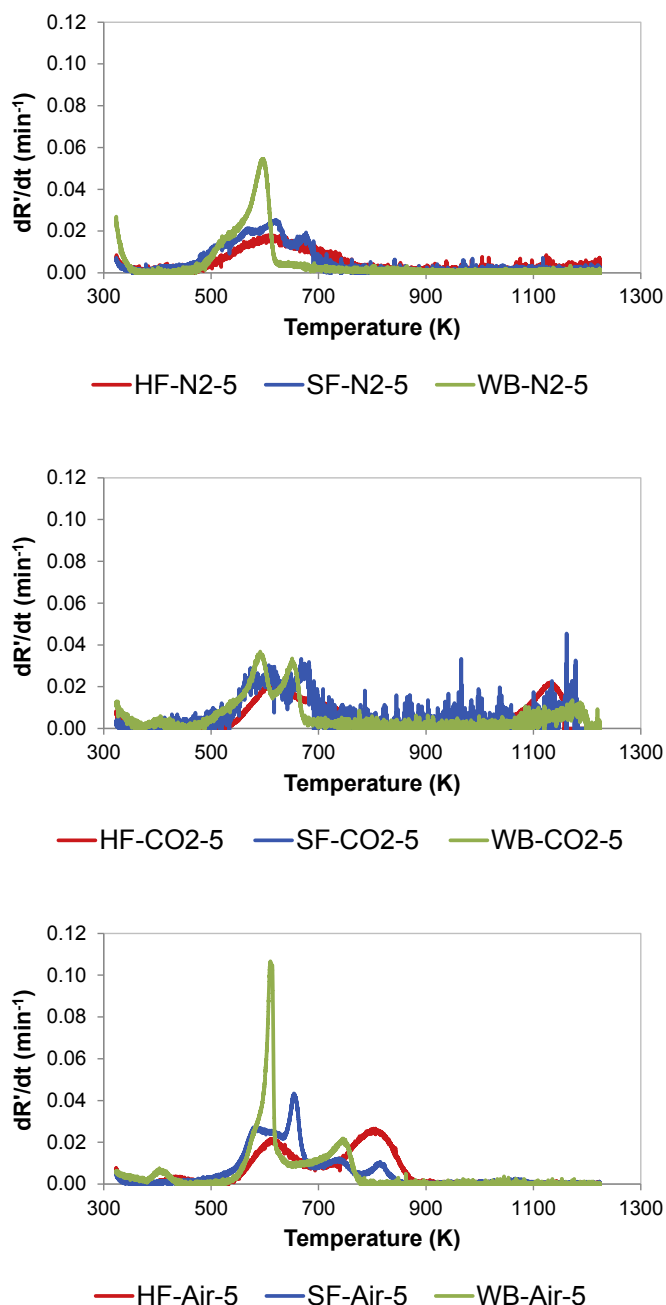 0.12
0.10
0.08
0.06
0.04
0.02
0.00
dR'/dt (min⁻¹)
300 500 700 900 1100 1300
Temperature (K)
HF-N2-5 SF-N2-5 WB-N2-5
0.12
0.10
0.08
0.06
0.04
0.02
0.00
dR'/dt (min⁻¹)
300 500 700 900 1100 1300
Temperature (K)
HF-CO2-5 SF-CO2-5 WB-CO2-5
0.12
0.10
0.08
0.06
0.04
0.02
0.00
dR'/dt (min⁻¹)
300 500 700 900 1100 1300
Temperature (K)
HF-Air-5 SF-Air-5 WB-Air-5